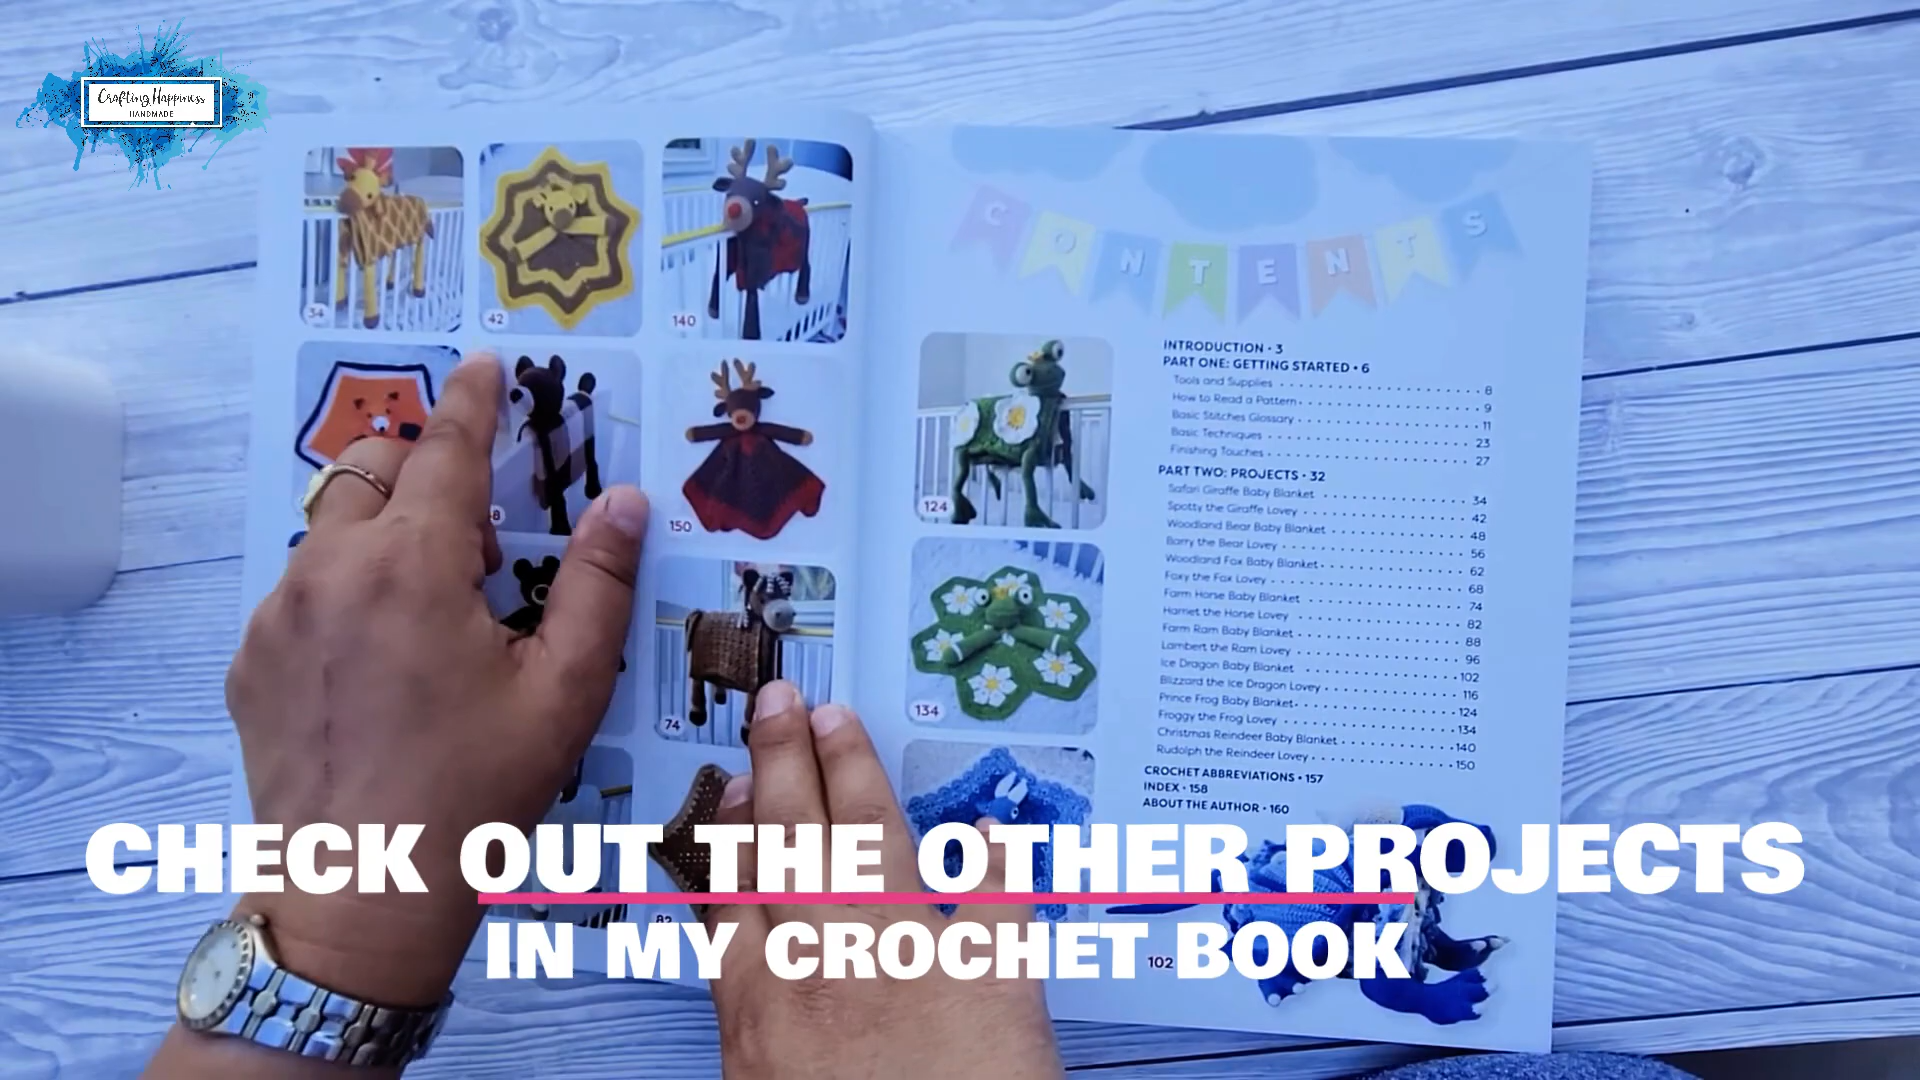 Crafting Happiness
HANDMADE
34
42
140
CONTENTS
INTRODUCTION • 3
PART ONE: GETTING STARTED • 6
Tools and Supplies 8
How to Read a Pattern 9
Basic Stitches Glossary 11
Basic Techniques 23
Finishing Touches 27
PART TWO: PROJECTS • 32
Safari Giraffe Baby Blanket 34
Spotty the Giraffe Lovey 42
Woodland Bear Baby Blanket 48
Barry the Bear Lovey 56
Woodland Fox Baby Blanket 62
Foxy the Fox Lovey 68
Farm Horse Baby Blanket 74
Harriet the Horse Lovey 82
Farm Ram Baby Blanket 88
Lambert the Ram Lovey 96
Ice Dragon Baby Blanket 102
Blizzard the Ice Dragon Lovey 116
Prince Frog Baby Blanket 124
Froggy the Frog Lovey 134
Christmas Reindeer Baby Blanket 140
Rudolph the Reindeer Lovey 150
CROCHET ABBREVIATIONS • 157
INDEX • 158
ABOUT THE AUTHOR • 160
8
150
124
74
134
82
102
CHECK OUT THE OTHER PROJECTS
IN MY CROCHET BOOK